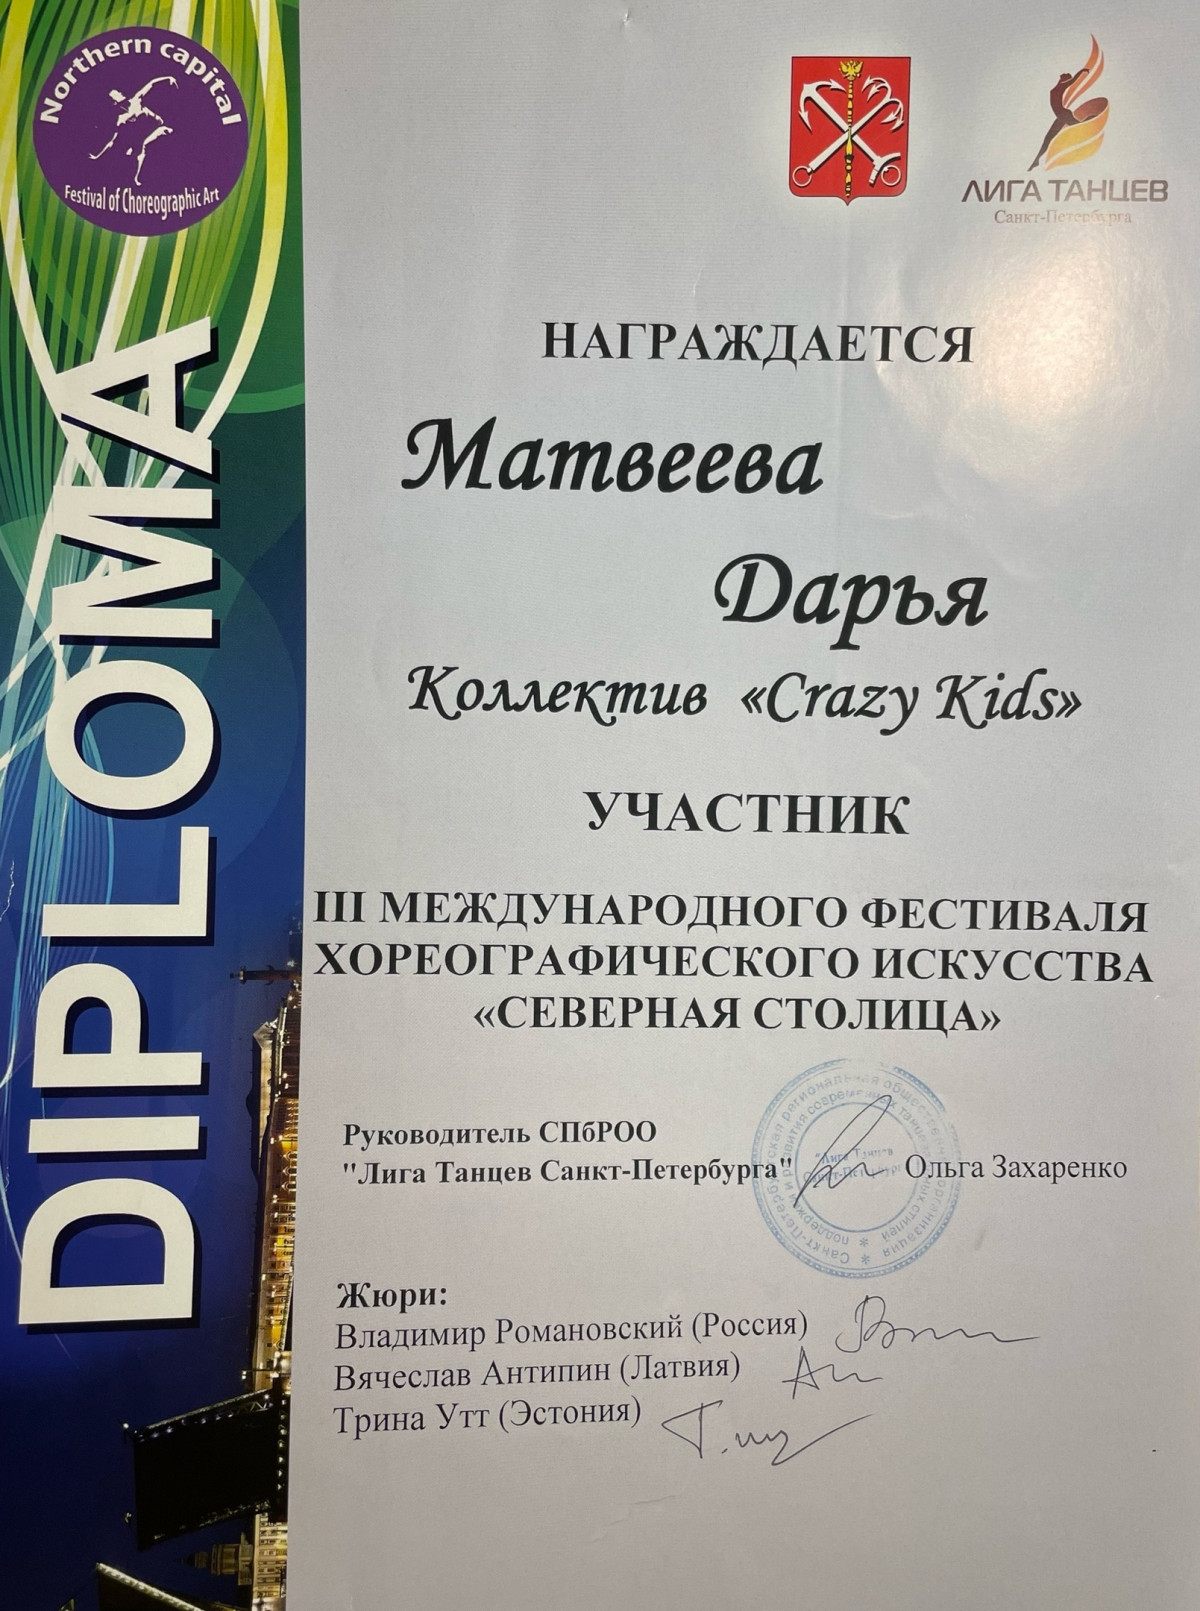 Northern capital
Festival of Choreographic Art
ЛИГА ТАНЦЕВ
Санкт-Петербурга
DIPLOMA
НАГРАЖДАЕТСЯ
Матвеева
Дарья
Коллектив «Crazy Kids»
УЧАСТНИК
III МЕЖДУНАРОДНОГО ФЕСТИВАЛЯ
ХОРЕОГРАФИЧЕСКОГО ИСКУССТВА
«СЕВЕРНАЯ СТОЛИЦА»
Руководитель СПбРОО
"Лига Танцев Санкт-Петербурга" Ольга Захаренко
Жюри:
Владимир Романовский (Россия)
Вячеслав Антипин (Латвия)
Трина Утт (Эстония)